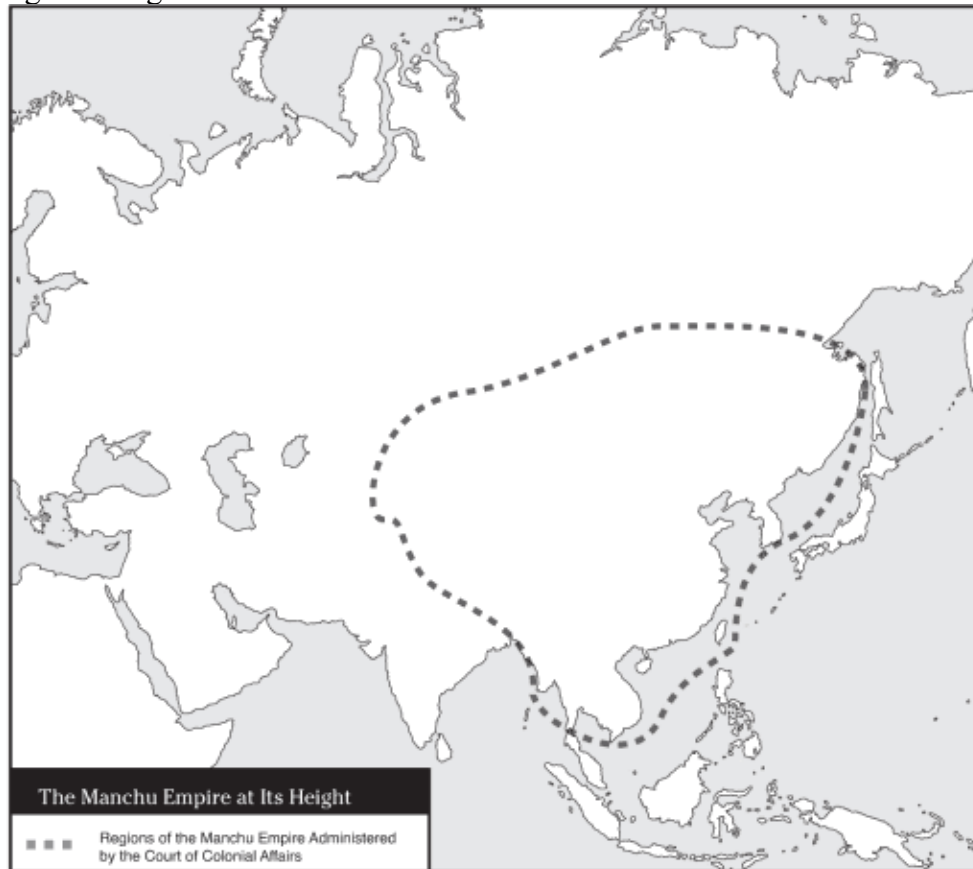 The Manchu Empire at Its Height
Regions of the Manchu Empire Administered
by the Court of Colonial Affairs